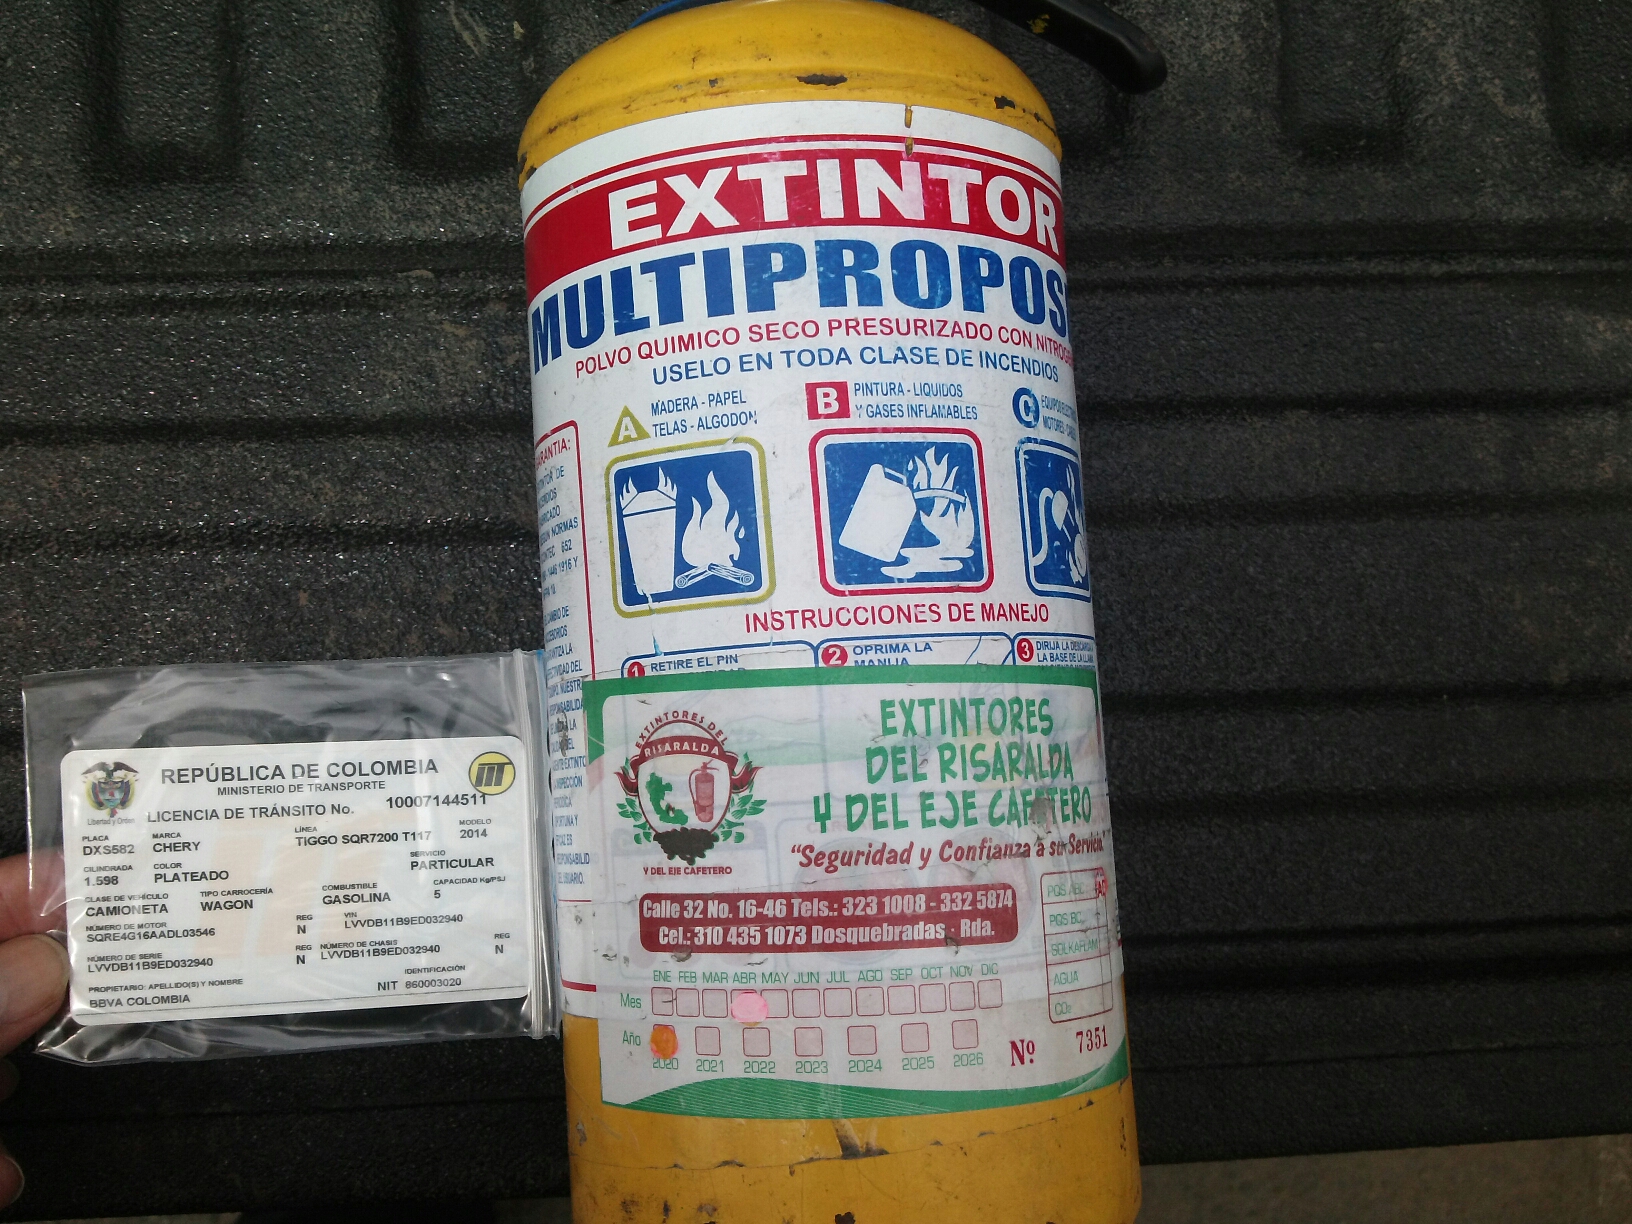 EXTINTOR
MULTIPROPOS
POLVO QUIMICO SECO PRESURIZADO CON NITROG
USELO EN TODA CLASE DE INCENDIOS
A
MADERA - PAPEL
TELAS - ALGODON
B
PINTURA - LIQUIDOS
Y GASES INFLAMABLES
C
INSTRUCCIONES DE MANEJO
1 RETIRE EL PIN
2 OPRIMA LA
MANIJA
3 DIRIJA LA DESCARGA A
LA BASE DE LA LLAMA
EXTINTORES DEL
RISARALDA
Y DEL EJE CAFETERO
EXTINTORES
DEL RISARALDA
Y DEL EJE CAFETERO
"Seguridad y Confianza a su Servicio"
Calle 32 No. 16-46 Tels.: 323 1008 - 332 5874
Cel.: 310 435 1073 Dosquebradas - Rda.
ENE FEB MAR ABR MAY JUN JUL AGO SEP OCT NOV DIC
Mes
Año
2020 2021 2022 2023 2024 2025 2026
PQS ABC
PQS BC
SOLKAFLAM
AGUA
CO2
Nº 7351
REPÚBLICA DE COLOMBIA
MINISTERIO DE TRANSPORTE
Libertad y Orden
LICENCIA DE TRÁNSITO No. 10007144511
PLACA MARCA LÍNEA MODELO
DXS582 CHERY TIGGO SQR7200 T117 2014
CILINDRADA COLOR SERVICIO
1.598 PLATEADO PARTICULAR
CLASE DE VEHÍCULO TIPO CARROCERÍA COMBUSTIBLE CAPACIDAD Kg/PSJ
CAMIONETA WAGON GASOLINA 5
NÚMERO DE MOTOR REG VIN
SQRE4G16AADL03546 N LVVDB11B9ED032940
NÚMERO DE SERIE REG NÚMERO DE CHASIS REG
LVVDB11B9ED032940 N LVVDB11B9ED032940 N
PROPIETARIO: APELLIDO(S) Y NOMBRE IDENTIFICACIÓN
BBVA COLOMBIA NIT 860003020